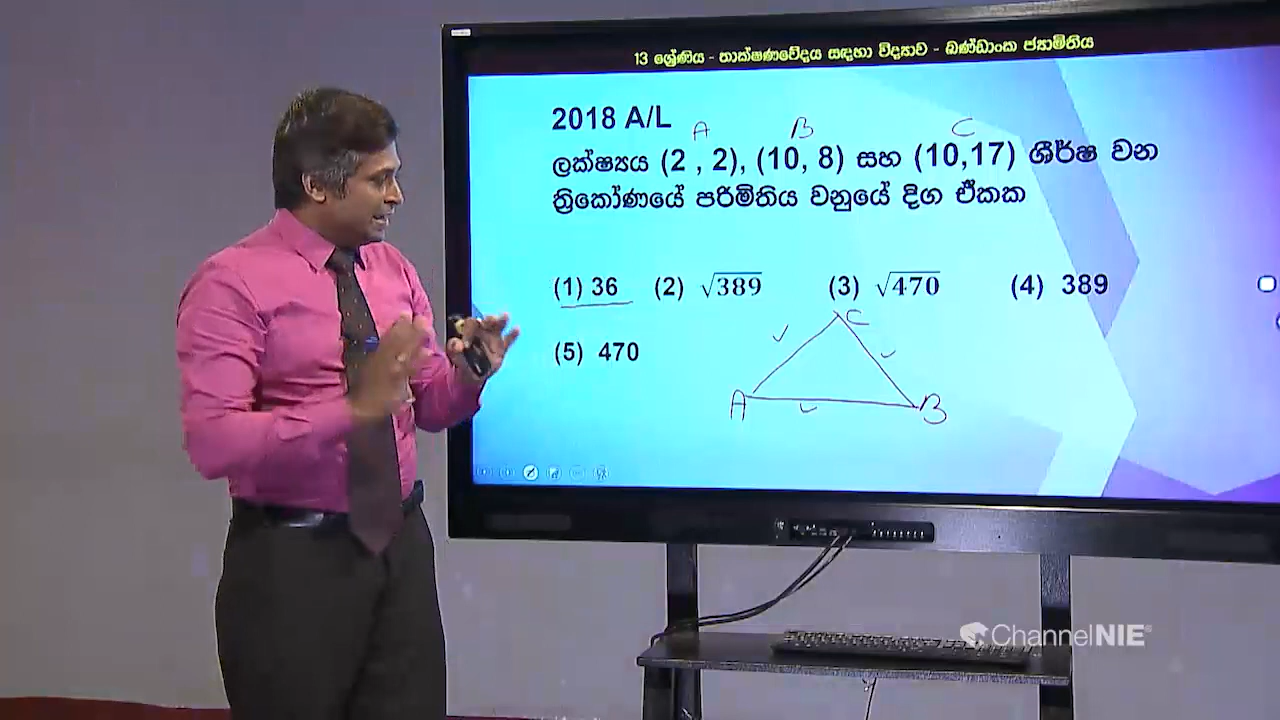 13 ශ්‍රේණිය - තාක්ෂණවේදය සඳහා විද්‍යාව - ඛණ්ඩාංක ජ්‍යාමිතිය
2018 A/L
A B C
ලක්ෂ්‍යය (2 , 2), (10, 8) සහ (10,17) ශීර්ෂ වන
ත්‍රිකෝණයේ පරිමිතිය වනුයේ දිග ඒකක
(1) 36 (2) √389 (3) √470 (4) 389
C
(5) 470
A B
ChannelNIE